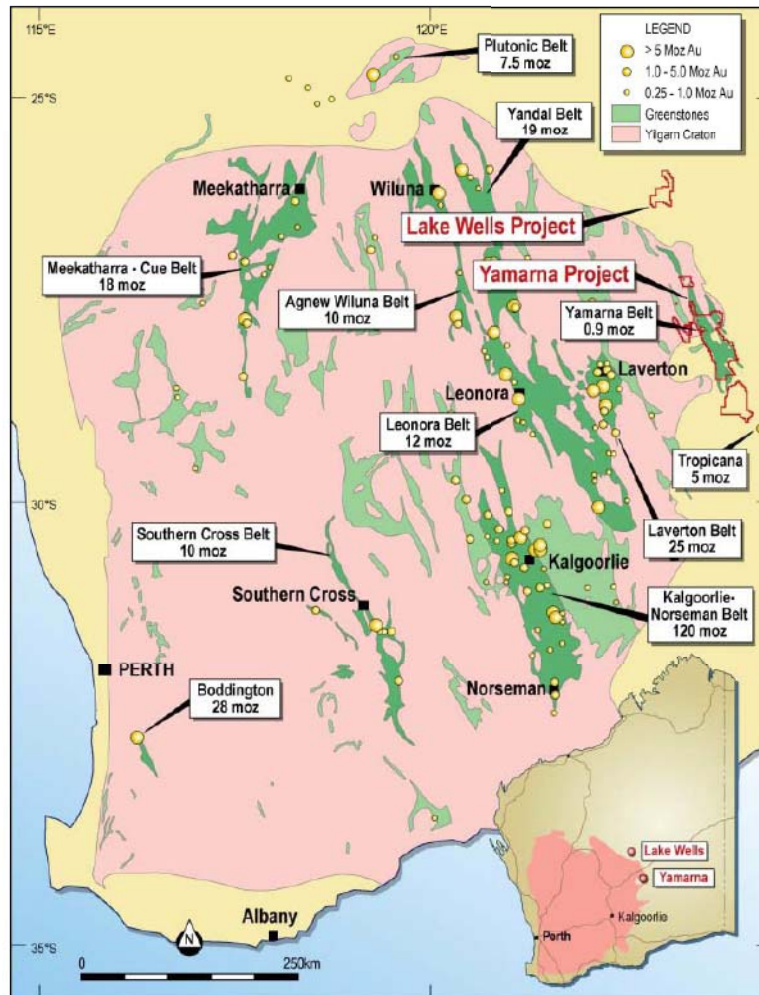 115°E
120°E
25°S
30°S
35°S
LEGEND
> 5 Moz Au
1.0 - 5.0 Moz Au
0.25 - 1.0 Moz Au
Greenstones
Yilgarn Craton
Plutonic Belt
7.5 moz
Yandal Belt
19 moz
Meekatharra
Wiluna
Lake Wells Project
Meekatharra - Cue Belt
18 moz
Yamarna Project
Agnew Wiluna Belt
10 moz
Yamarna Belt
0.9 moz
Laverton
Leonora
Leonora Belt
12 moz
Tropicana
5 moz
Southern Cross Belt
10 moz
Laverton Belt
25 moz
Kalgoorlie
Southern Cross
Kalgoorlie-
Norseman Belt
120 moz
PERTH
Norseman
Boddington
28 moz
Albany
N
0
250km
Lake Wells
Yamarna
Kalgoorlie
Perth